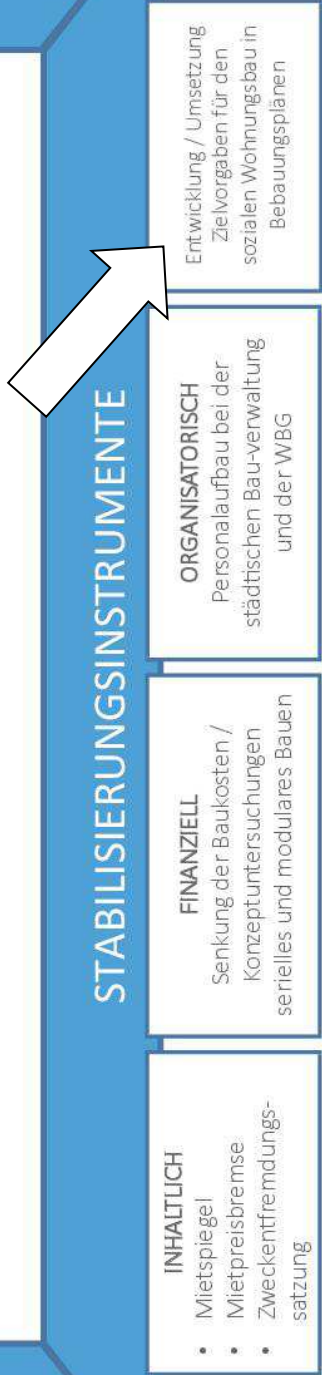 STABILISIERUNGSINSTRUMENTE
INHALTLICH
• Mietspiegel
• Mietpreisbremse
• Zweckentfremdungs-
satzung
FINANZIELL
Senkung der Baukosten /
Konzeptuntersuchungen
serielles und modulares Bauen
ORGANISATORISCH
Personalaufbau bei der
städtischen Bau-verwaltung
und der WBG
Entwicklung / Umsetzung
Zielvorgaben für den
sozialen Wohnungsbau in
Bebauungsplänen